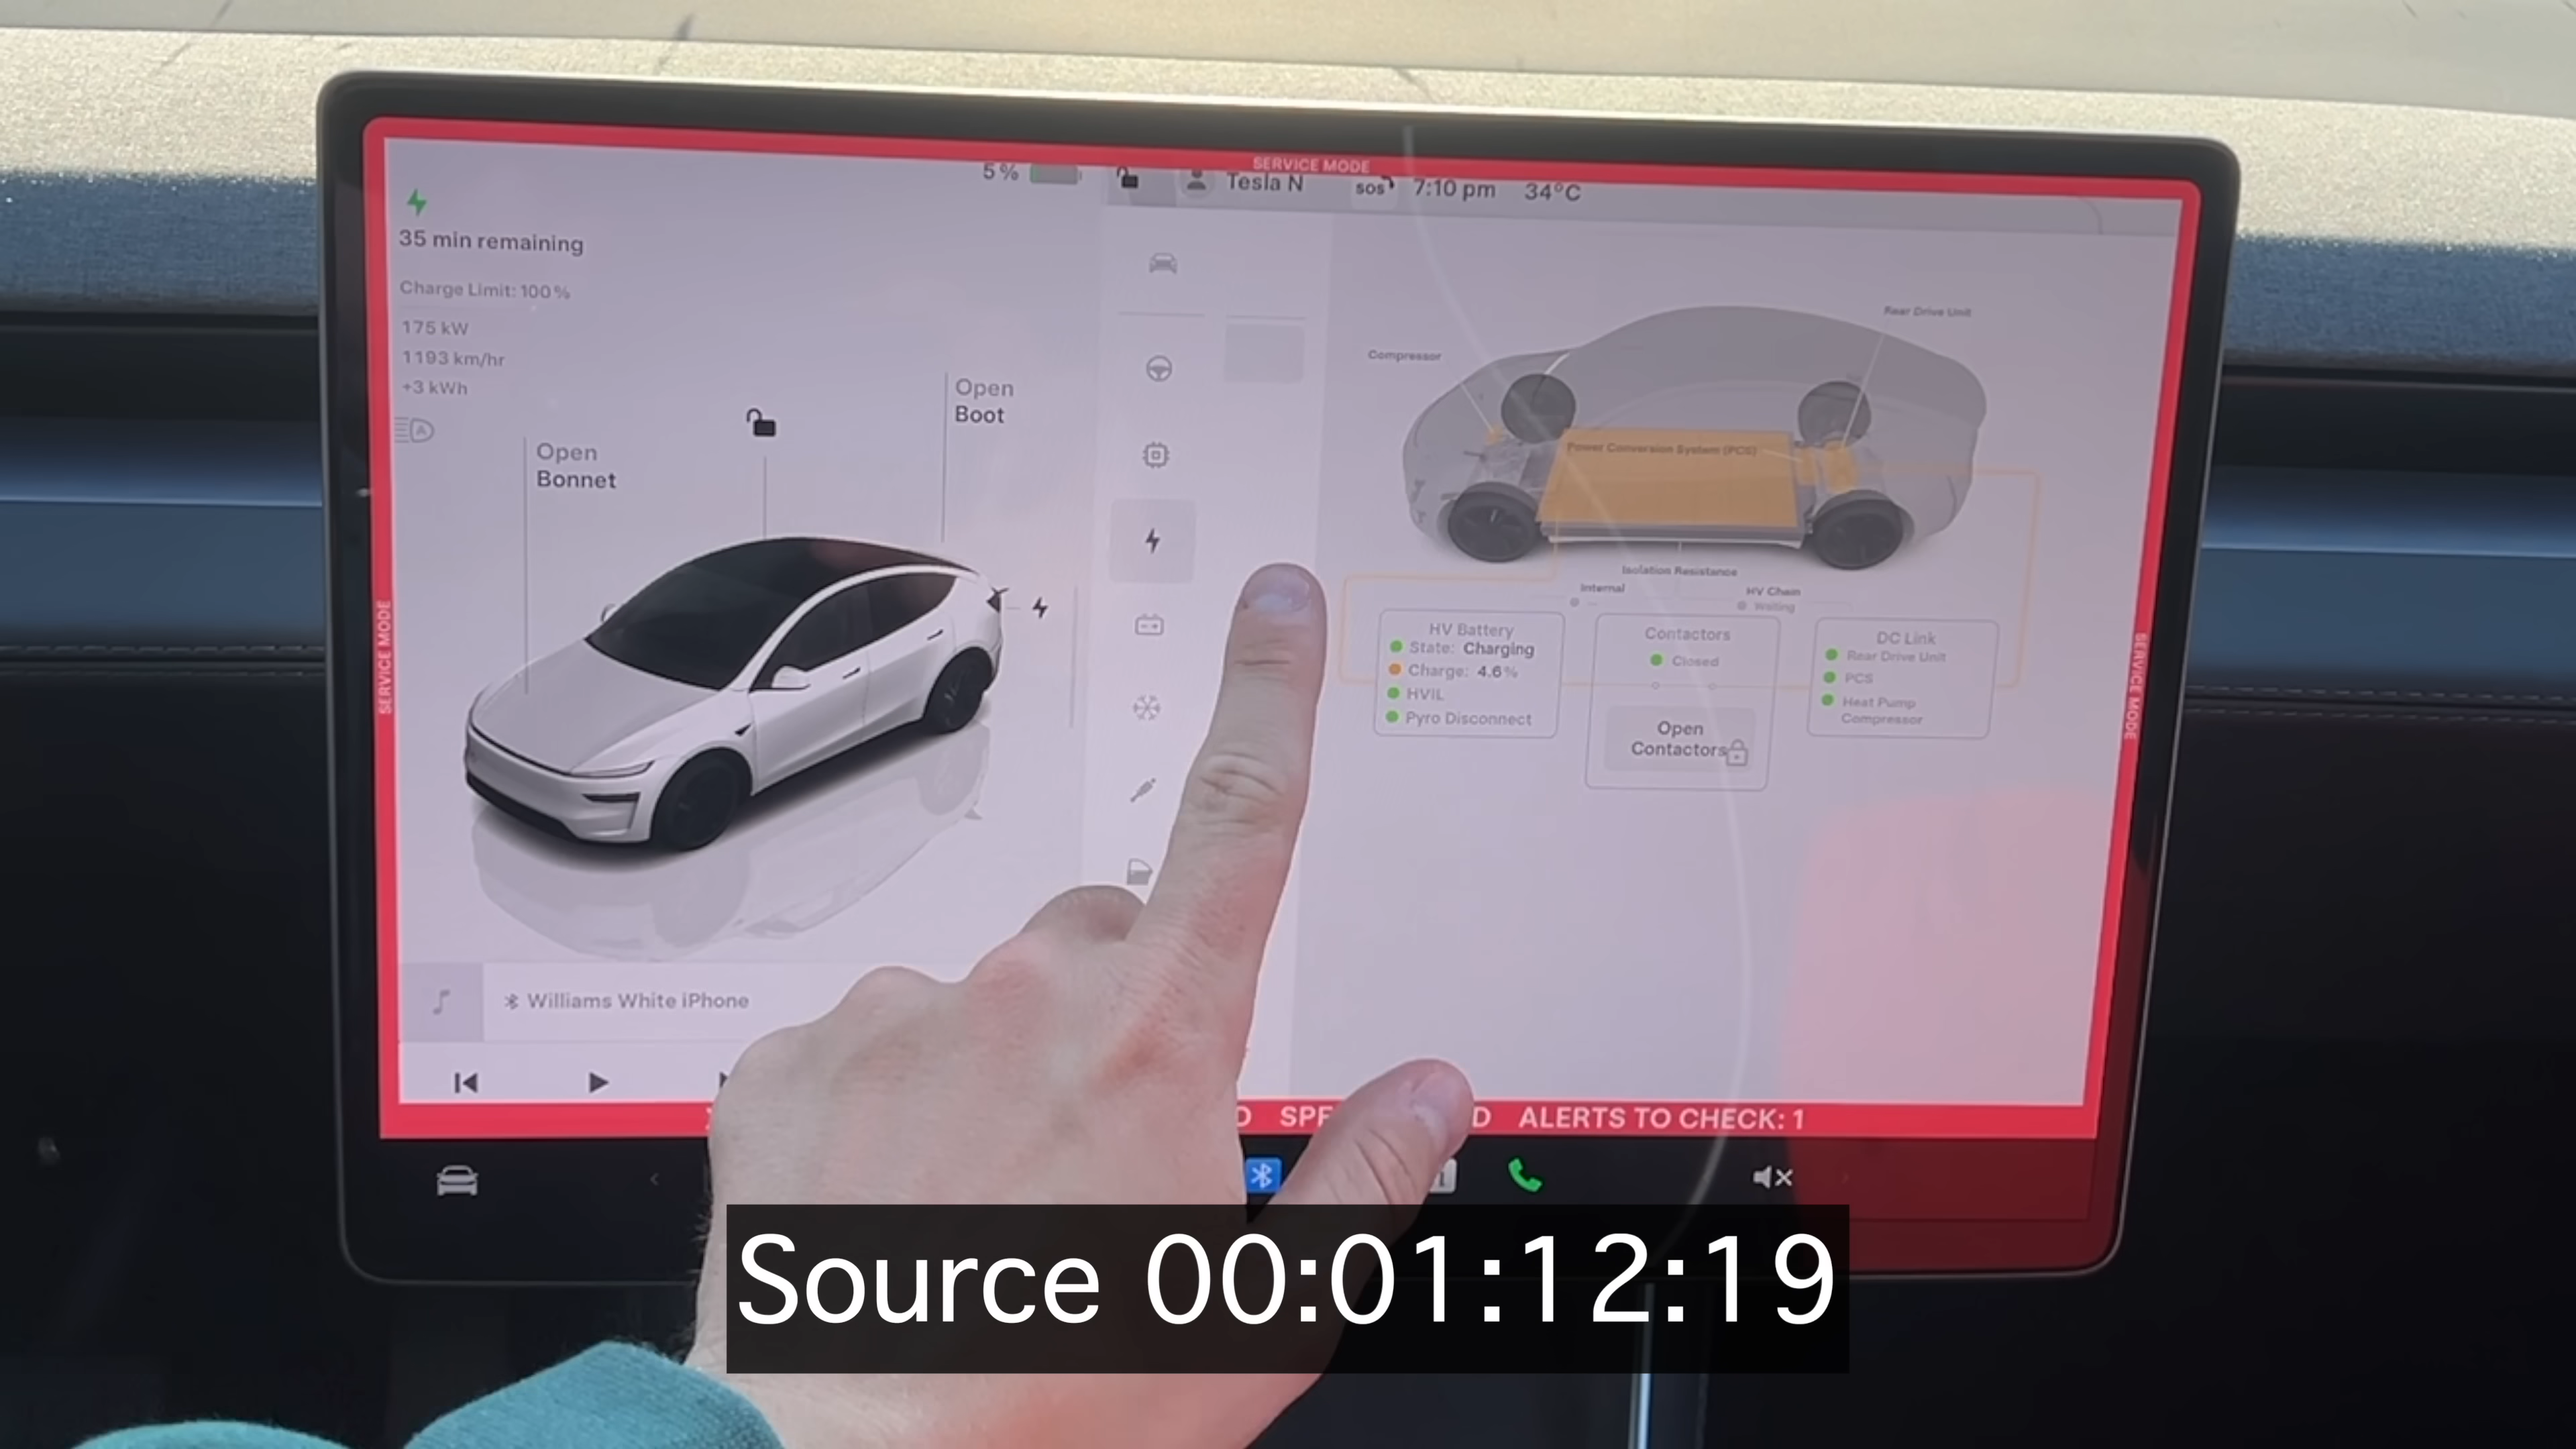 SERVICE MODE
5%
Tesla N
SOS
7:10 pm
34°C
35 min remaining
Charge Limit: 100%
175 kW
1193 km/hr
+3 kWh
A
Open
Bonnet
Open
Boot
SERVICE MODE
Compressor
Rear Drive Unit
Power Conversion System (PCS)
Isolation Resistance
Internal
--
HV Chain
Waiting
HV Battery
State: Charging
Charge: 4.6%
HVIL
Pyro Disconnect
Contactors
Closed
Open
Contactors
DC Link
Rear Drive Unit
PCS
Heat Pump
Compressor
SERVICE MODE
Williams White iPhone
ALERTS TO CHECK: 1
Source 00:01:12:19